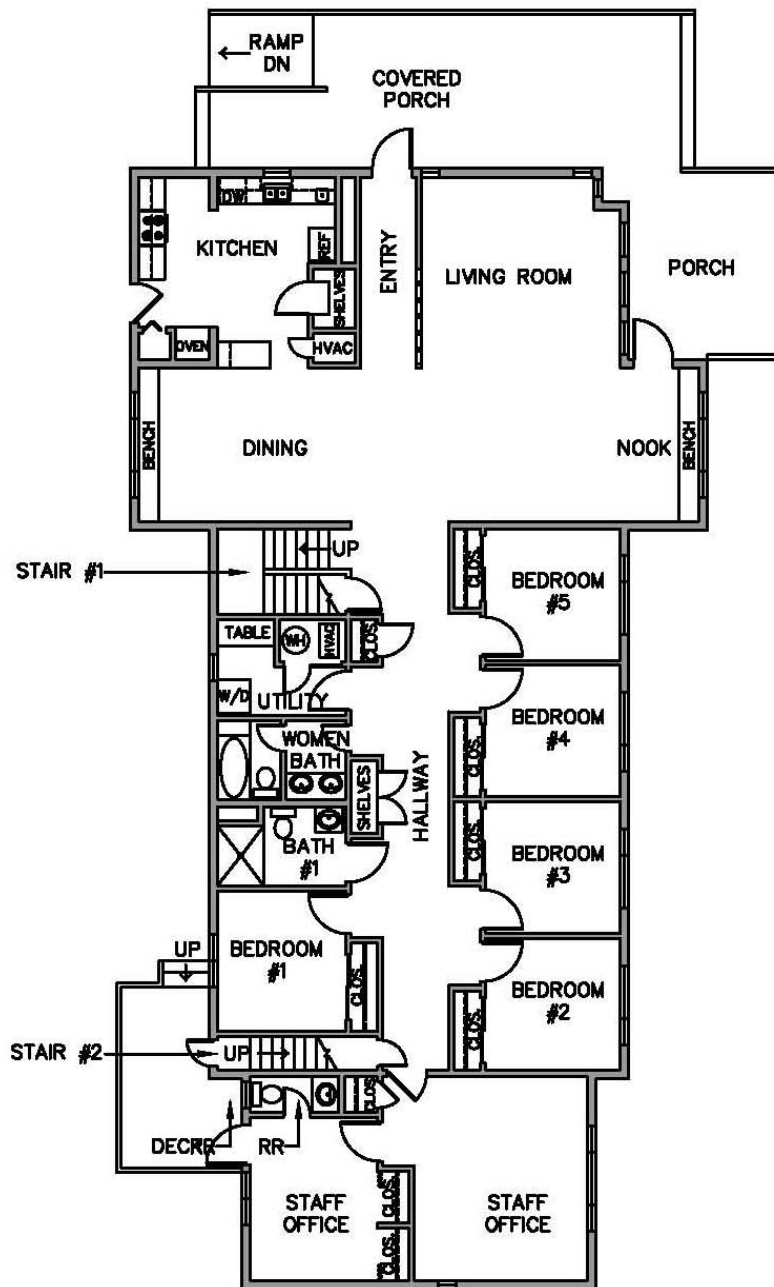 RAMP
DN
COVERED
PORCH
DW
KITCHEN
REF
SHELVES
ENTRY
LIVING ROOM
PORCH
OVEN
HVAC
BENCH
DINING
NOOK
BENCH
STAIR #1
UP
CLOS.
BEDROOM
#5
TABLE
WH
HVAC
CLOS.
W/D
UTILITY
BEDROOM
#4
CLOS.
WOMEN
BATH
SHELVES
HALLWAY
BATH
#1
CLOS.
BEDROOM
#3
UP
BEDROOM
#1
CLOS.
BEDROOM
#2
CLOS.
STAIR #2
UP
CLOS.
RR
STAFF
OFFICE
CLOS.
CLOS.
STAFF
OFFICE